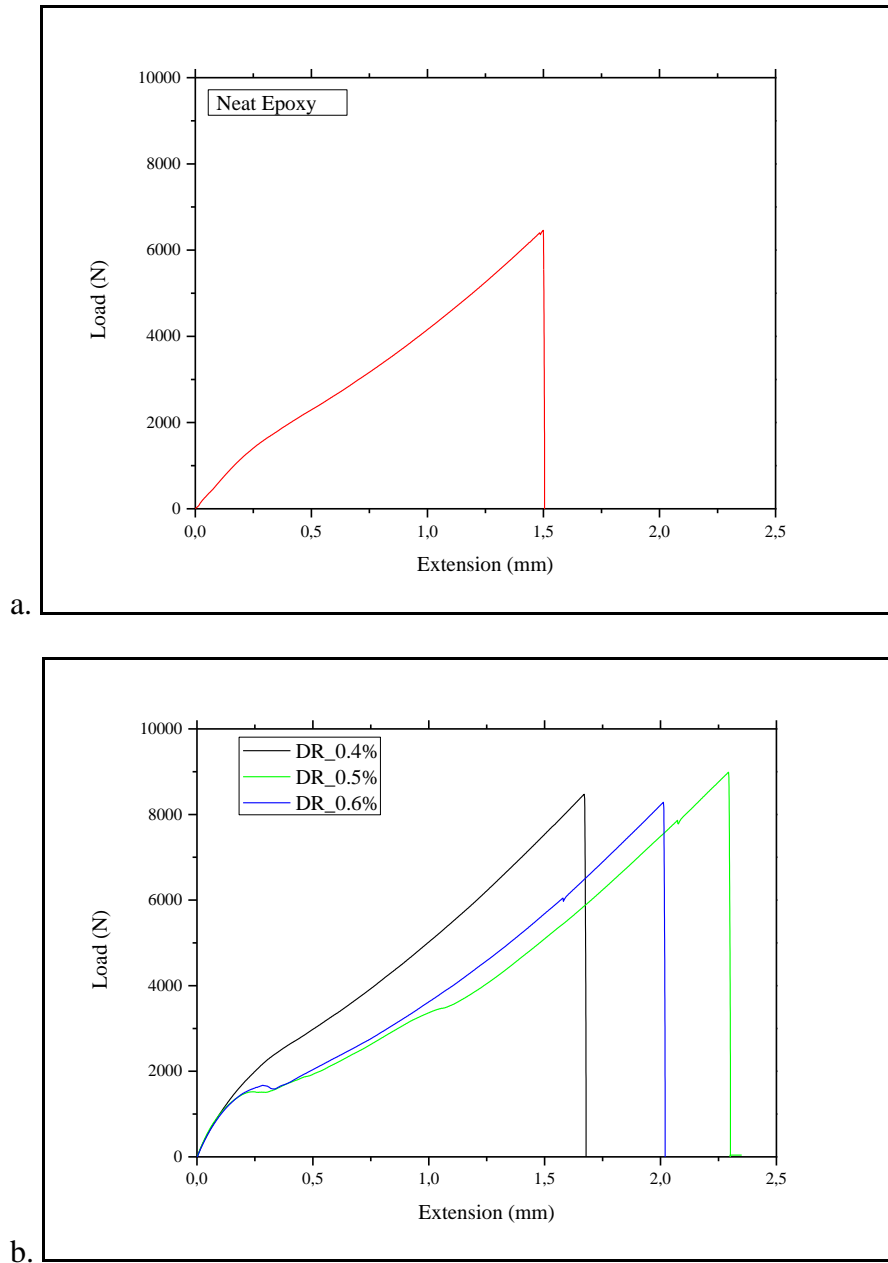 10000
Neat Epoxy
8000
6000
Load (N)
4000
2000
0
0,0 0,5 1,0 1,5 2,0 2,5
Extension (mm)
a.
10000
DR_0.4%
DR_0.5%
DR_0.6%
8000
6000
Load (N)
4000
2000
0
0,0 0,5 1,0 1,5 2,0 2,5
Extension (mm)
b.